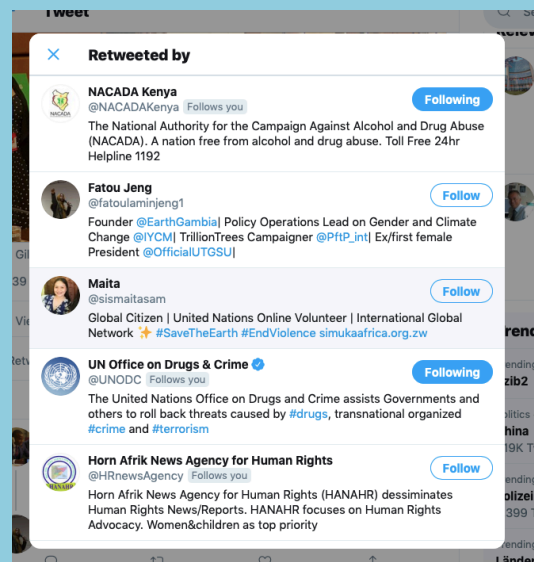 Tweet
Retweeted by
NACADA Kenya
@NACADAKenya Follows you
Following
The National Authority for the Campaign Against Alcohol and Drug Abuse
(NACADA). A nation free from alcohol and drug abuse. Toll Free 24hr
Helpline 1192
Fatou Jeng
@fatoulaminjeng1
Follow
Founder @EarthGambia| Policy Operations Lead on Gender and Climate
Change @IYCM| TrillionTrees Campaigner @PftP_int| Ex/first female
President @OfficialUTGSU|
Maita
@sismaitasam
Follow
Global Citizen | United Nations Online Volunteer | International Global
Network ✨ #SaveTheEarth #EndViolence simukaafrica.org.zw
UN Office on Drugs & Crime
@UNODC Follows you
Following
The United Nations Office on Drugs and Crime assists Governments and
others to roll back threats caused by #drugs, transnational organized
#crime and #terrorism
Horn Afrik News Agency for Human Rights
@HRnewsAgency Follows you
Follow
Horn Afrik News Agency for Human Rights (HANAHR) dessiminates
Human Rights News/Reports. HANAHR focuses on Human Rights
Advocacy. Women&children as top priority
NACADA
HANAHR